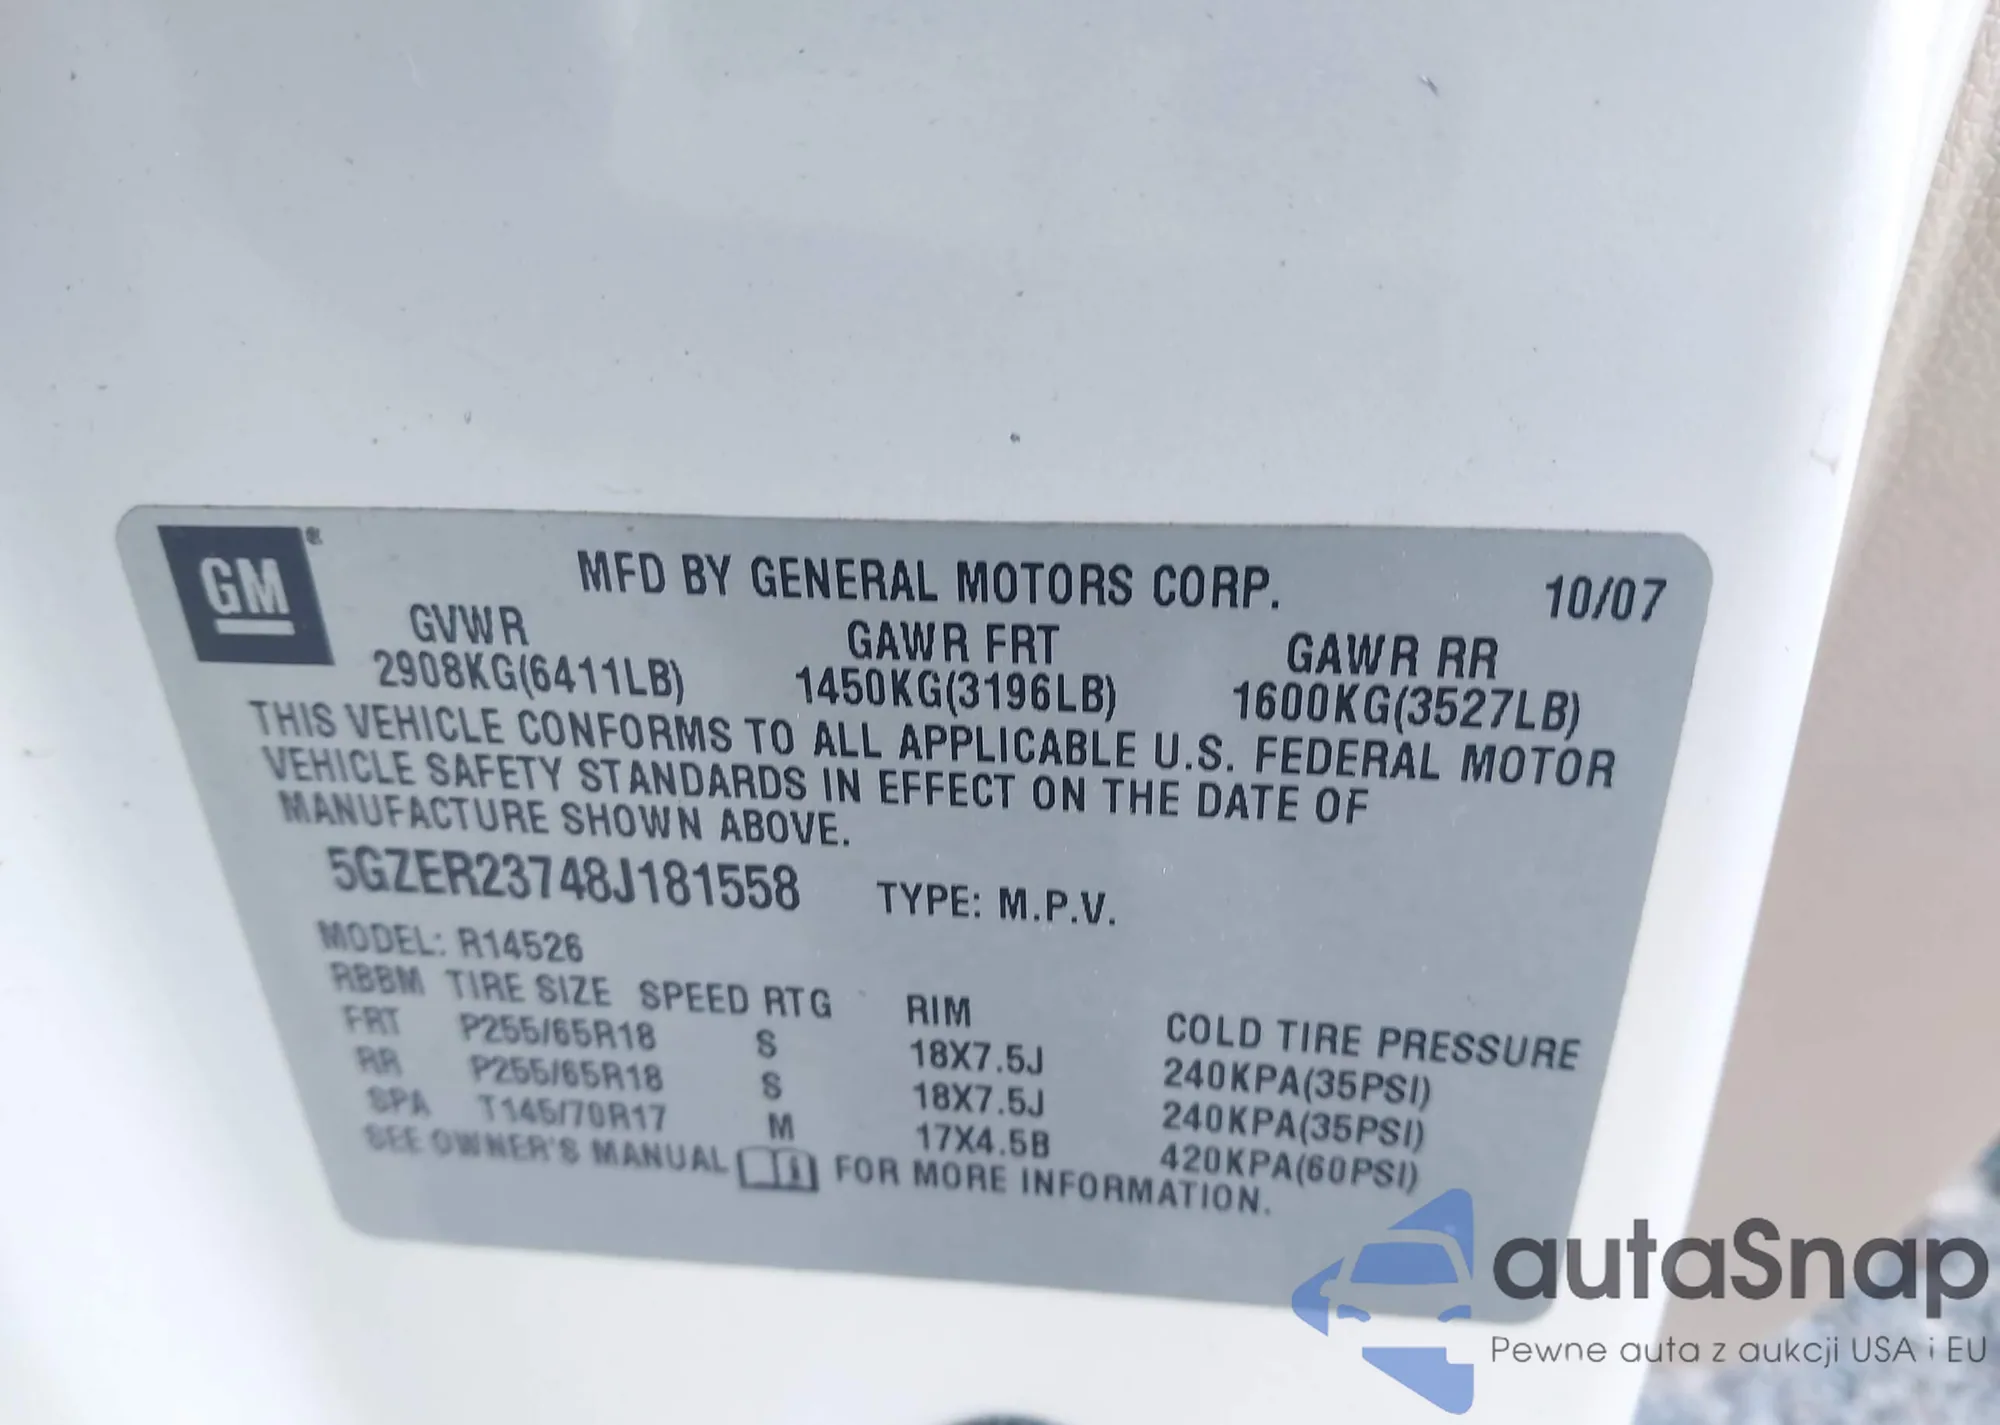 GM®
MFD BY GENERAL MOTORS CORP. 10/07
GVWR GAWR FRT GAWR RR
2908KG(6411LB) 1450KG(3196LB) 1600KG(3527LB)
THIS VEHICLE CONFORMS TO ALL APPLICABLE U.S. FEDERAL MOTOR
VEHICLE SAFETY STANDARDS IN EFFECT ON THE DATE OF
MANUFACTURE SHOWN ABOVE.
5GZER23748J181558 TYPE: M.P.V.
MODEL: R14526
RBBM TIRE SIZE SPEED RTG RIM COLD TIRE PRESSURE
FRT P255/65R18 S 18X7.5J 240KPA(35PSI)
RR P255/65R18 S 18X7.5J 240KPA(35PSI)
SPA T145/70R17 M 17X4.5B 420KPA(60PSI)
SEE OWNER'S MANUAL FOR MORE INFORMATION.
autaSnap
Pewne auta z aukcji USA i EU